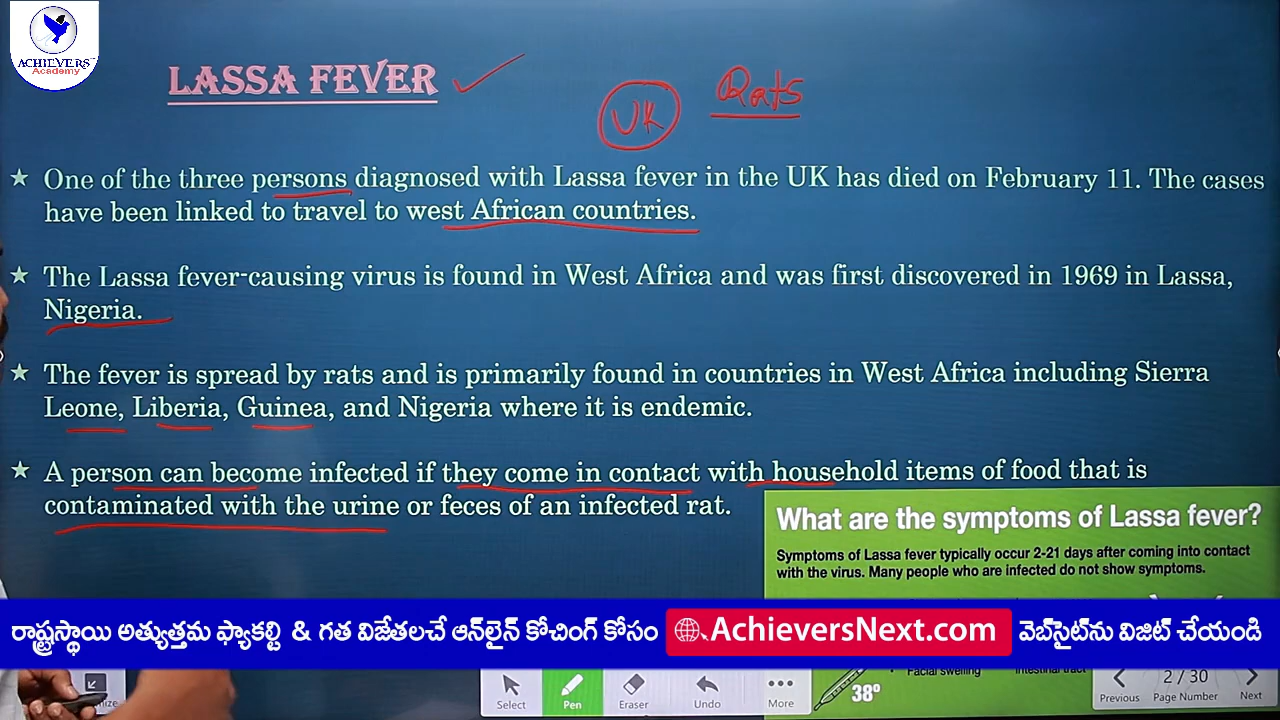 ACHIEVERS
Academy
LASSA FEVER
UK
Rats
One of the three persons diagnosed with Lassa fever in the UK has died on February 11. The cases
have been linked to travel to west African countries.
The Lassa fever-causing virus is found in West Africa and was first discovered in 1969 in Lassa,
Nigeria.
The fever is spread by rats and is primarily found in countries in West Africa including Sierra
Leone, Liberia, Guinea, and Nigeria where it is endemic.
A person can become infected if they come in contact with household items of food that is
contaminated with the urine or feces of an infected rat.
What are the symptoms of Lassa fever?
Symptoms of Lassa fever typically occur 2-21 days after coming into contact
with the virus. Many people who are infected do not show symptoms.
రాష్ట్రస్థాయి అత్యుత్తమ ఫ్యాకల్టి & గత విజేతలచే ఆన్‌లైన్ కోచింగ్ కోసం AchieversNext.com వెబ్‌సైట్‌ను విజిట్ చేయండి
Facial swelling
intestinal tract
38º
Select Pen Eraser Undo More
Previous 2 / 30 Next
Page Number